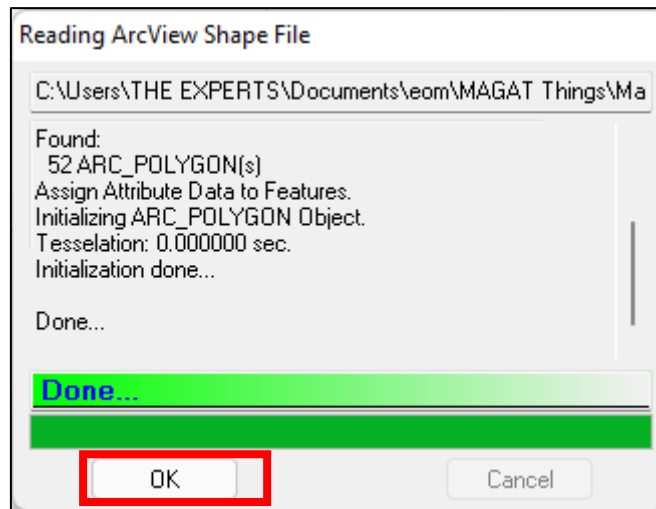 Reading ArcView Shape File
C:\Users\THE EXPERTS\Documents\eom\MAGAT Things\Ma
Found:
52 ARC_POLYGON(s)
Assign Attribute Data to Features.
Initializing ARC_POLYGON Object.
Tesselation: 0.000000 sec.
Initialization done...
Done...
Done...
OK Cancel